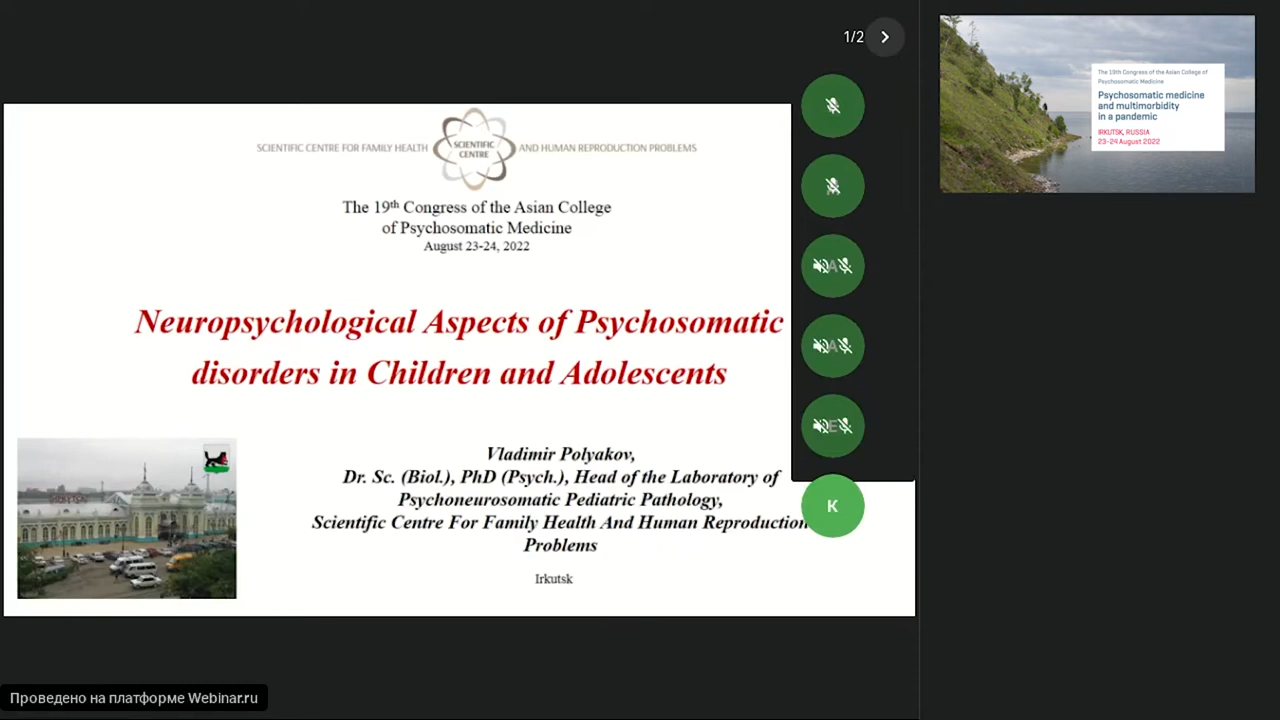 1/2
SCIENTIFIC CENTRE FOR FAMILY HEALTH
SCIENTIFIC
CENTRE
AND HUMAN REPRODUCTION PROBLEMS
The 19th Congress of the Asian College
of Psychosomatic Medicine
August 23-24, 2022
Neuropsychological Aspects of Psychosomatic
disorders in Children and Adolescents
Vladimir Polyakov,
Dr. Sc. (Biol.), PhD (Psych.), Head of the Laboratory of
Psychoneurosomatic Pediatric Pathology,
Scientific Centre For Family Health And Human Reproduction
Problems
Irkutsk
A
A
E
K
The 19th Congress of the Asian College of
Psychosomatic Medicine
Psychosomatic medicine
and multimorbidity
in a pandemic
IRKUTSK, RUSSIA
23-24 August 2022
Проведено на платформе Webinar.ru